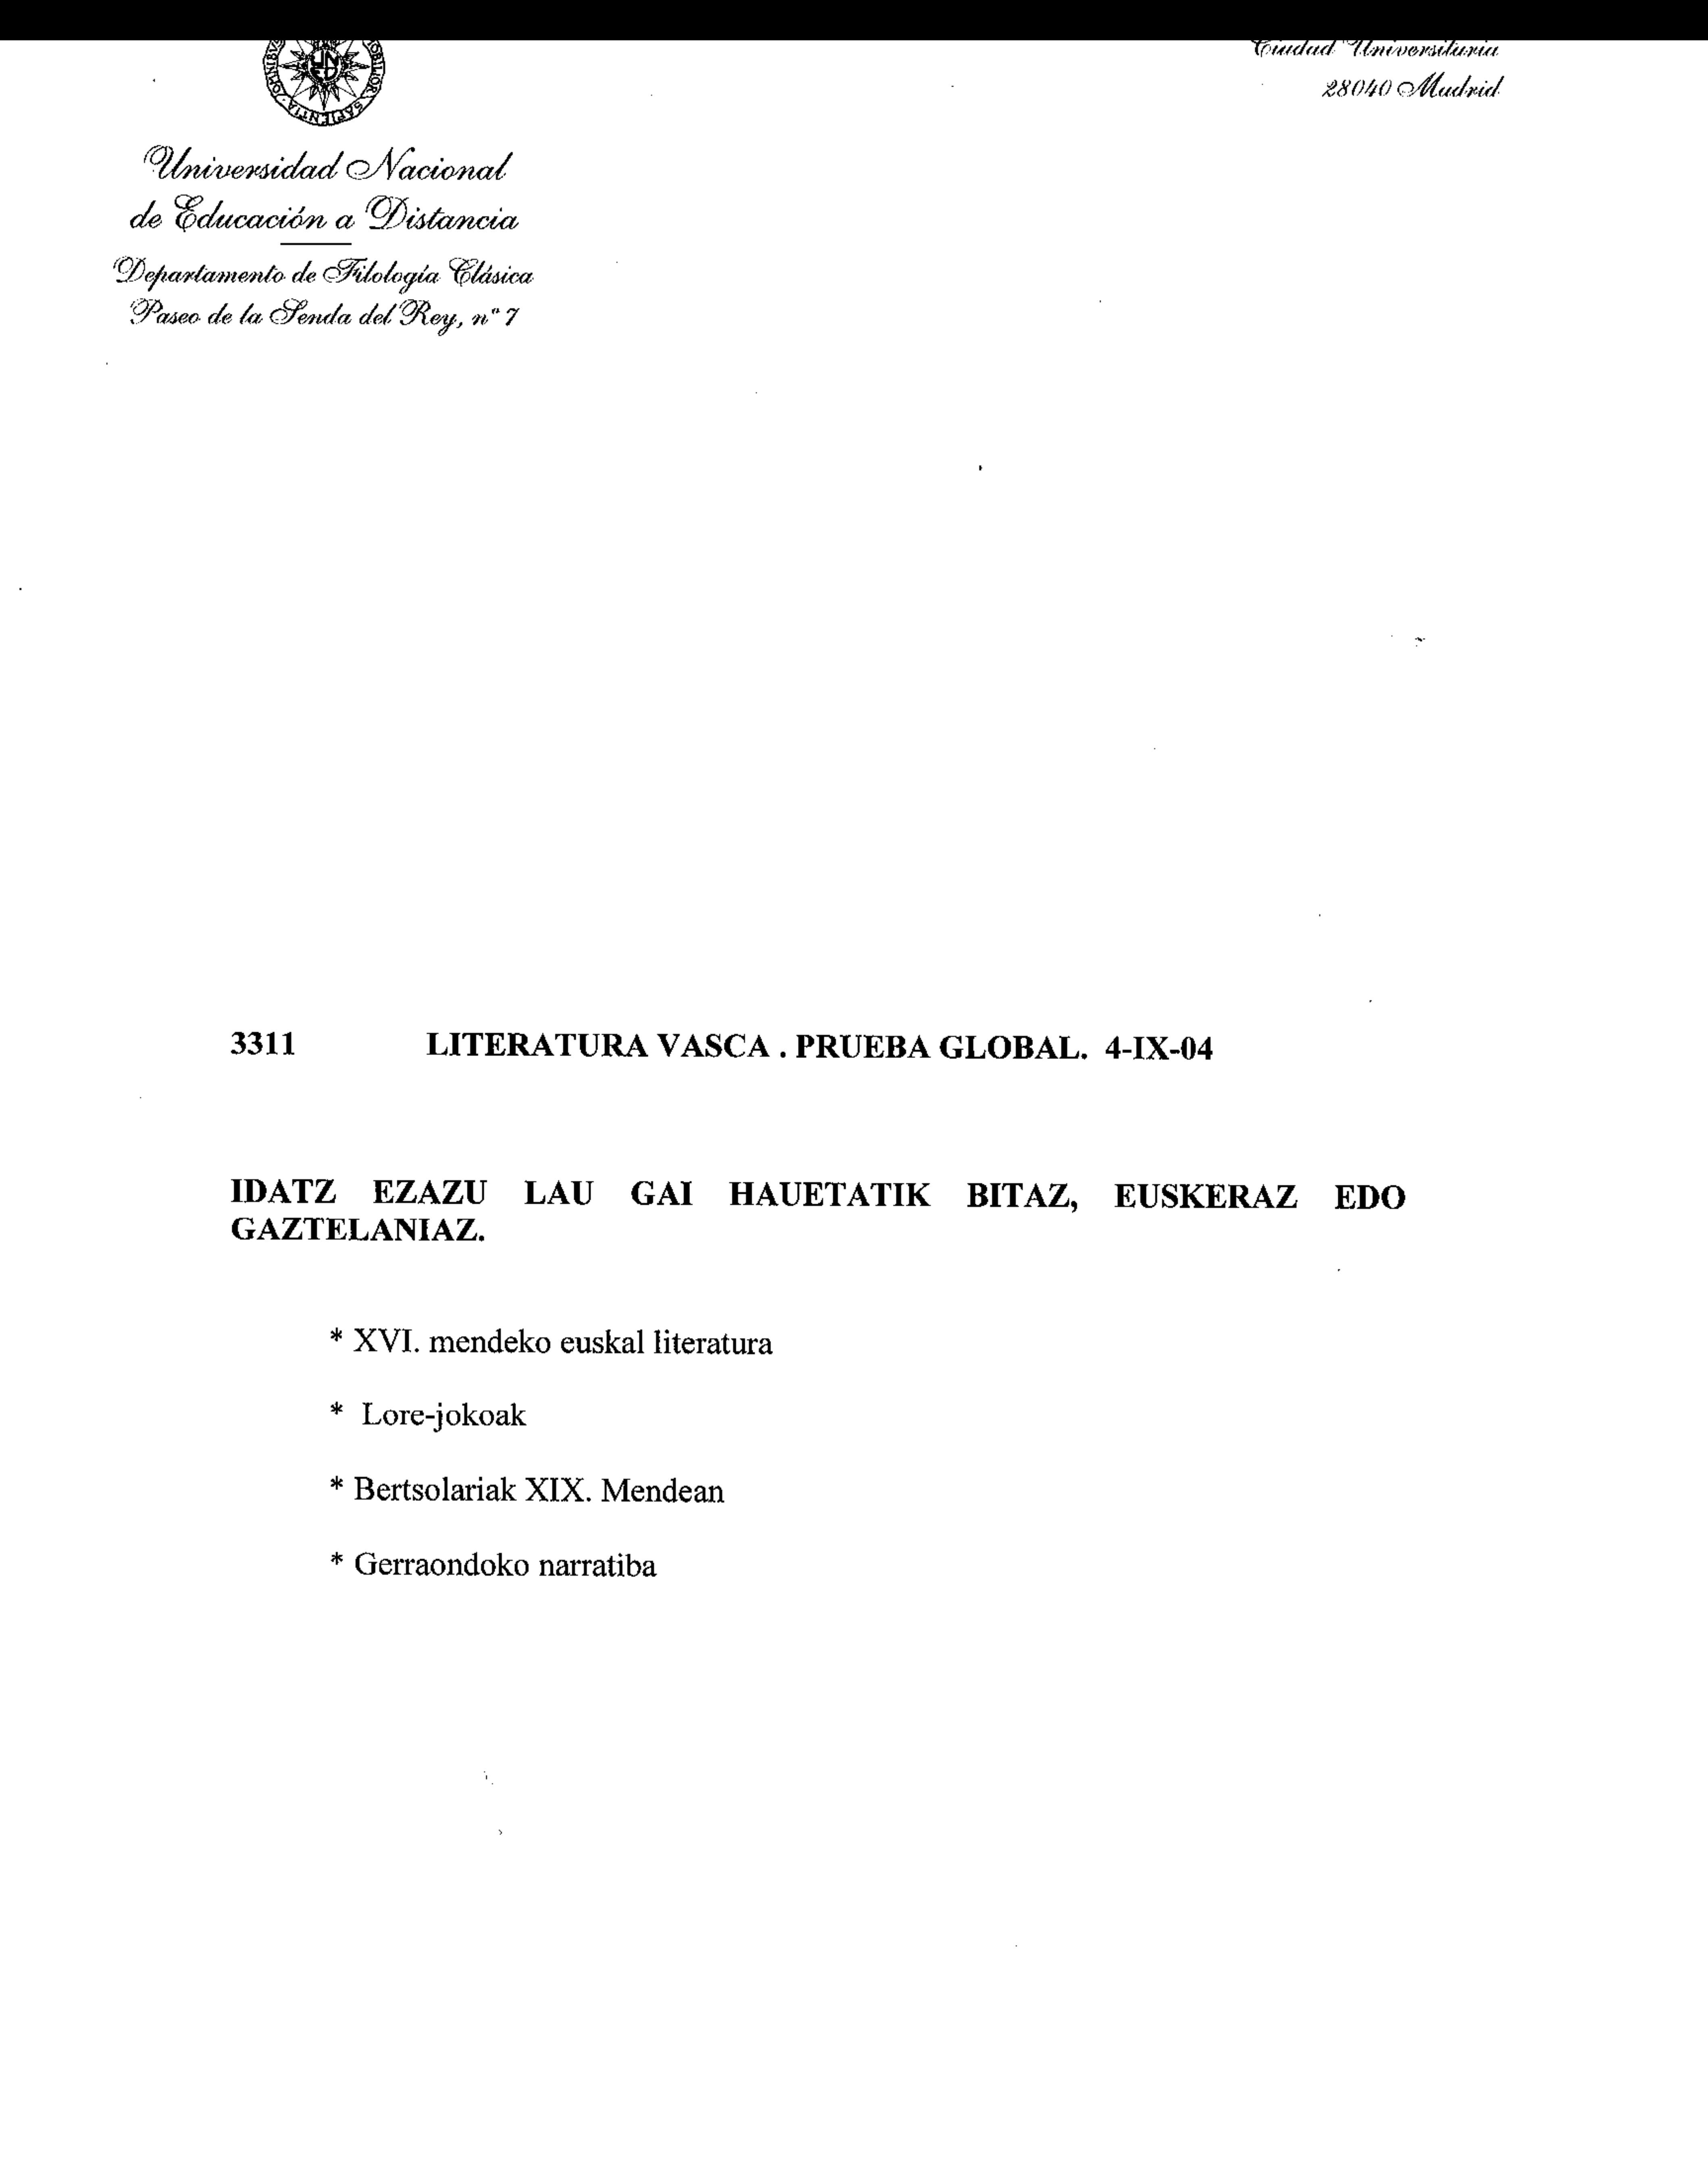 Ciudad Universitaria
28040 Madrid
Universidad Nacional
de Educación a Distancia
Departamento de Filología Clásica
Paseo de la Senda del Rey, nº 7
3311 LITERATURA VASCA . PRUEBA GLOBAL. 4-IX-04
IDATZ EZAZU LAU GAI HAUETATIK BITAZ, EUSKERAZ EDO
GAZTELANIAZ.
* XVI. mendeko euskal literatura
* Lore-jokoak
* Bertsolariak XIX. Mendean
* Gerraondoko narratiba